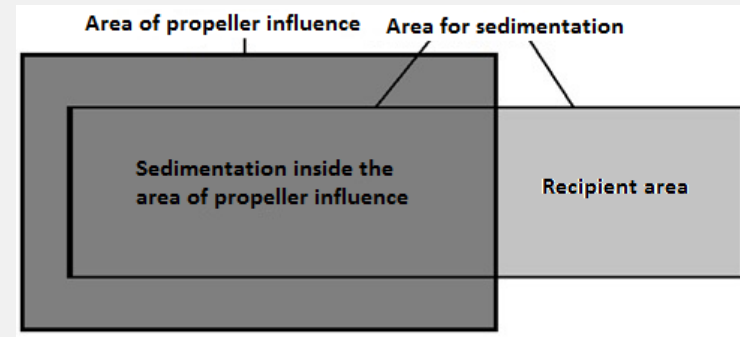 Area of propeller influence
Area for sedimentation
Sedimentation inside the
area of propeller influence
Recipient area